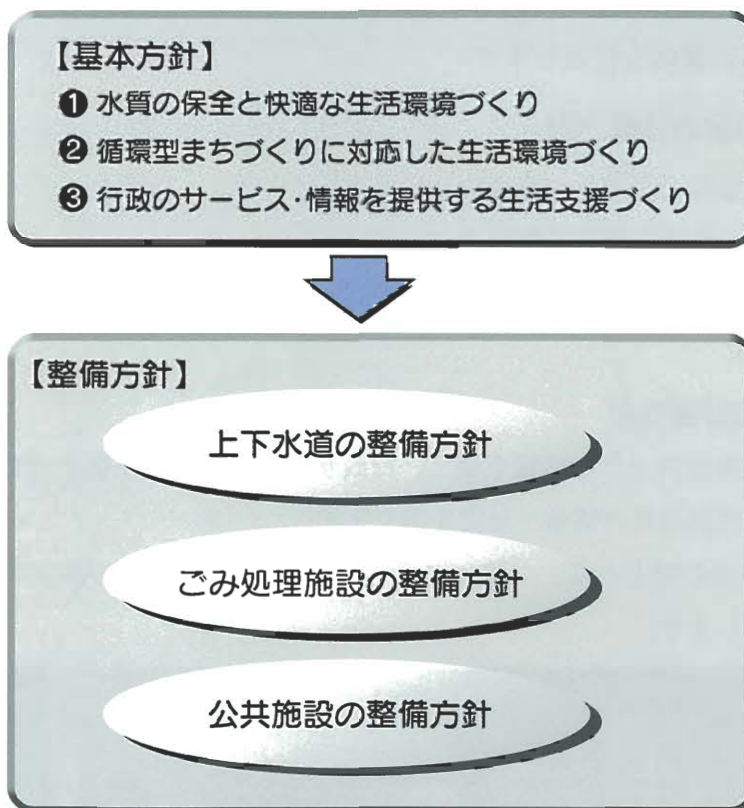 【基本方針】
❶ 水質の保全と快適な生活環境づくり
❷ 循環型まちづくりに対応した生活環境づくり
❸ 行政のサービス・情報を提供する生活支援づくり
【整備方針】
上下水道の整備方針
ごみ処理施設の整備方針
公共施設の整備方針